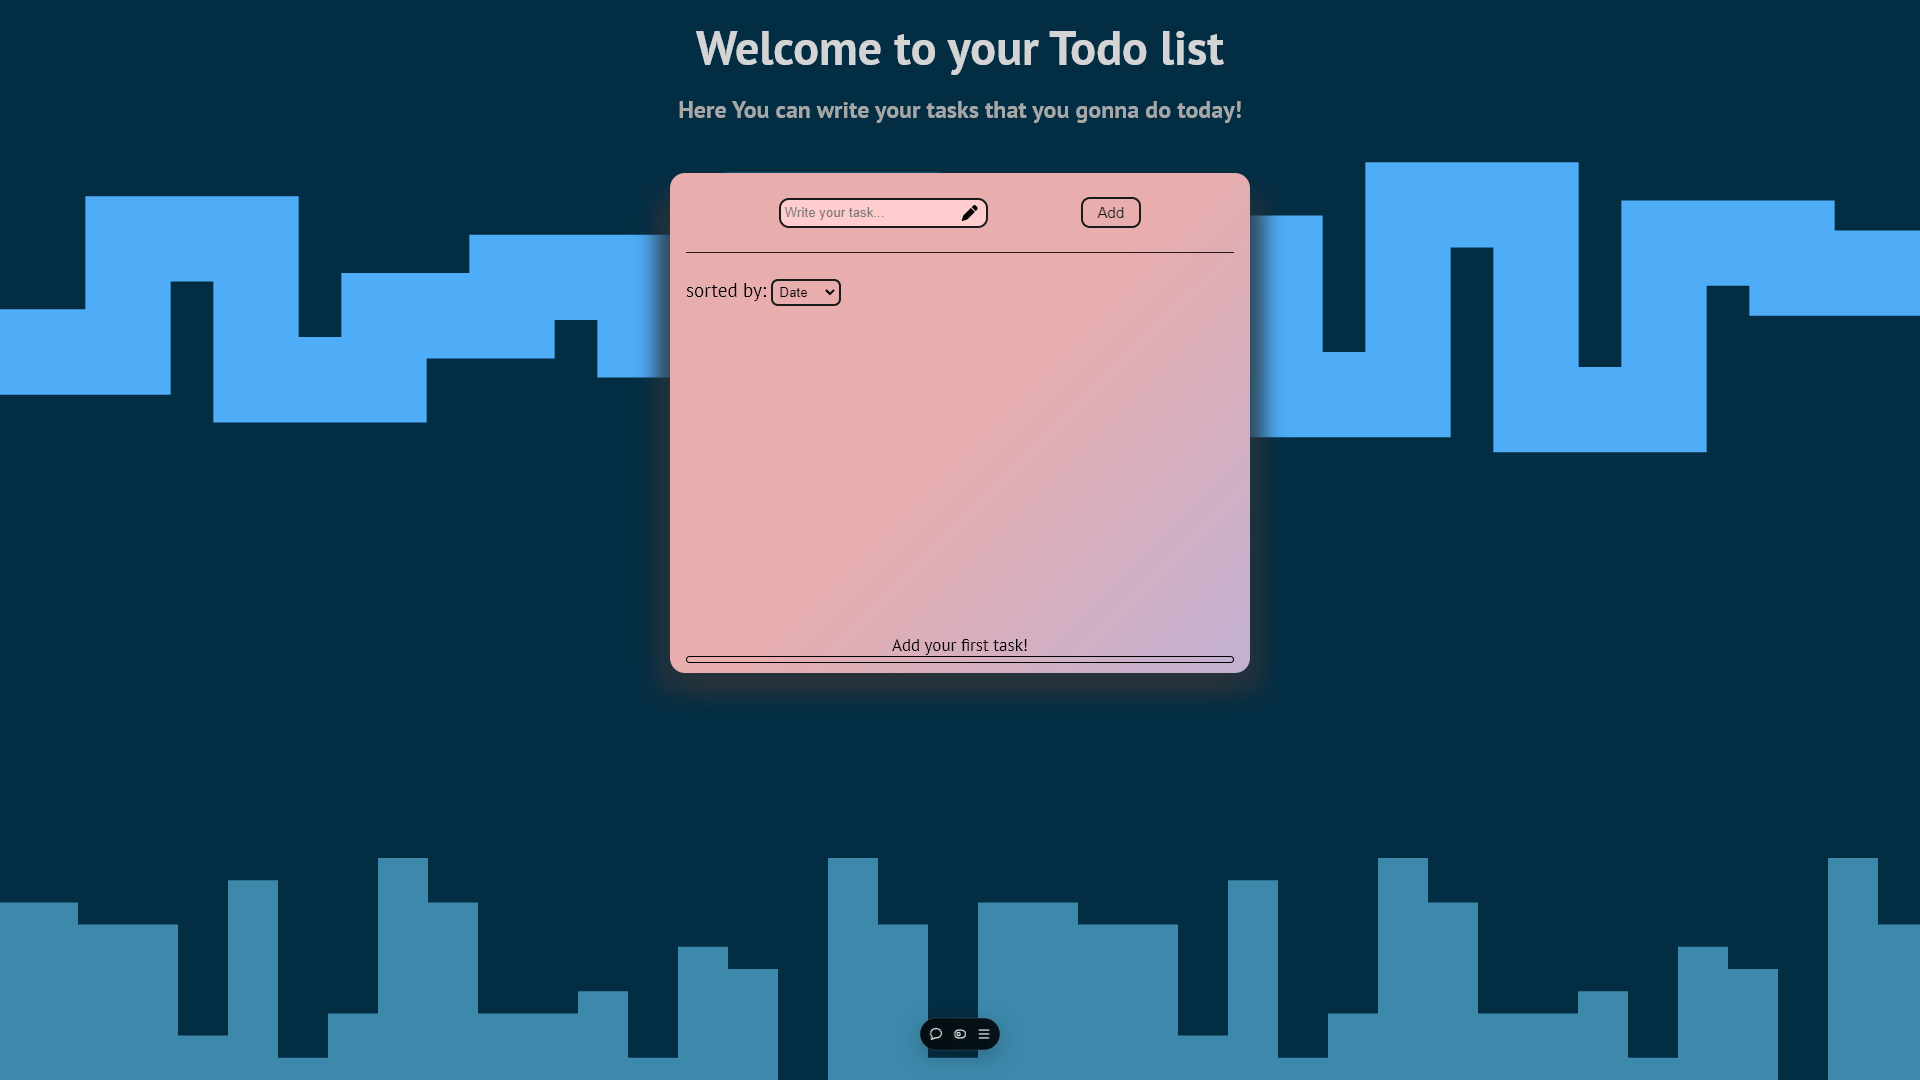 Welcome to your Todo list
Here You can write your tasks that you gonna do today!
Write your task...
Add
sorted by: Date
Add your first task!